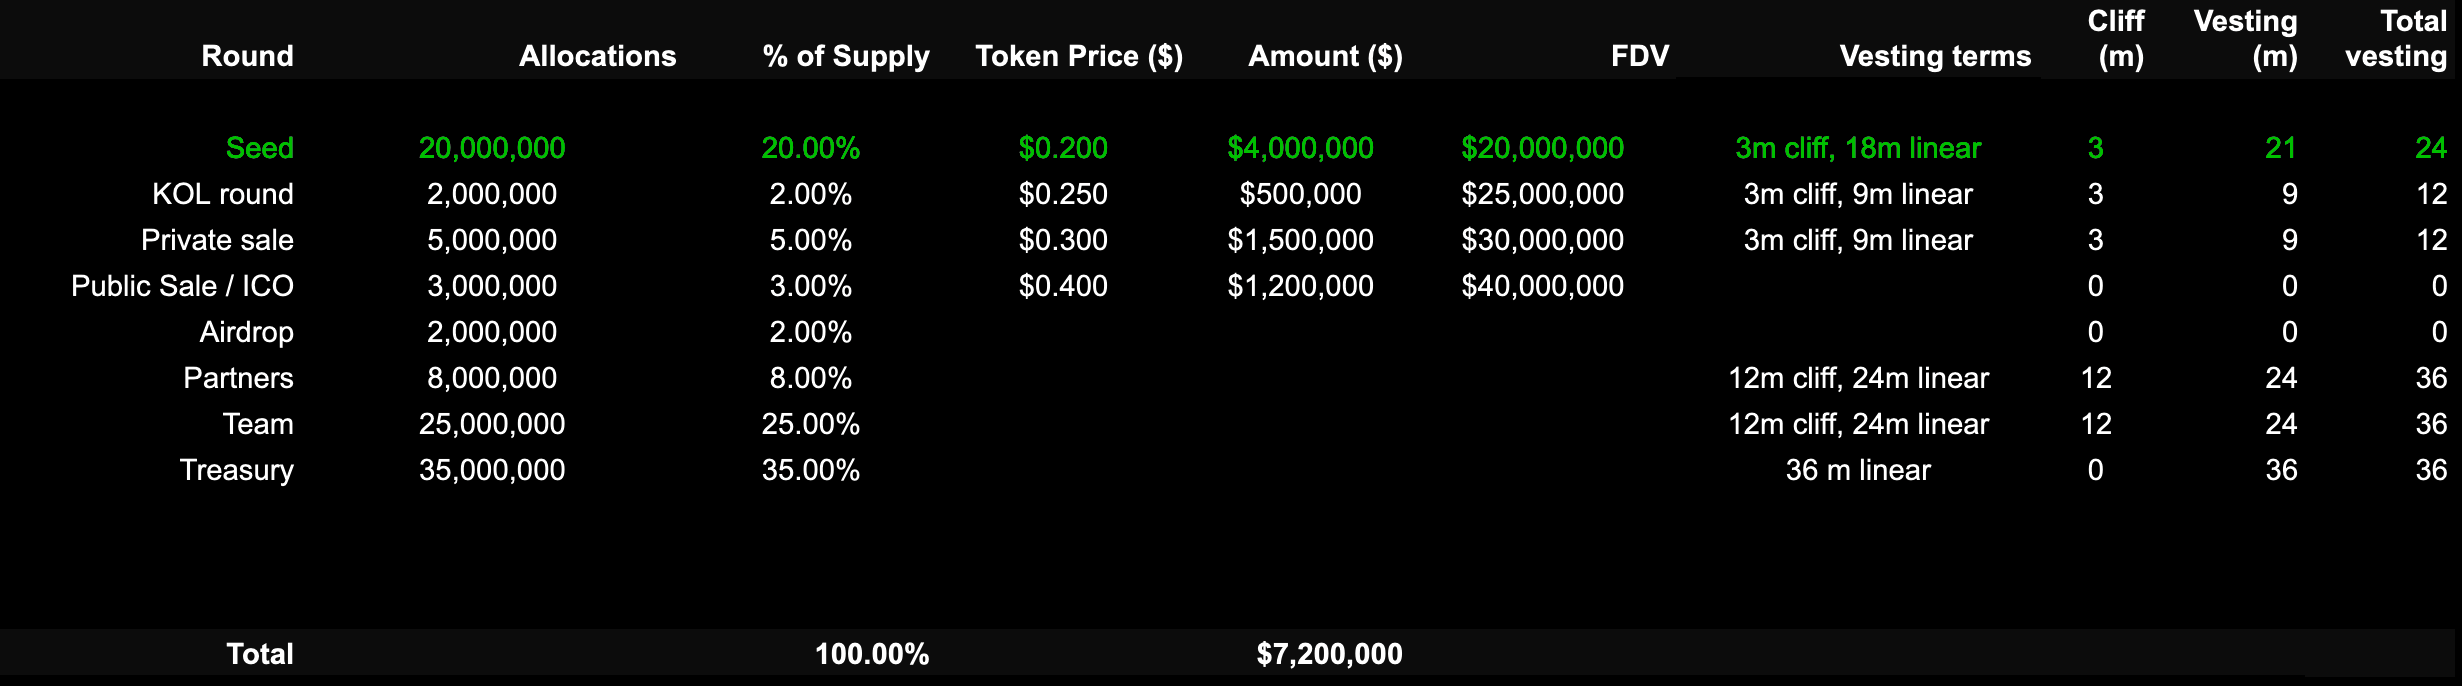 Round Allocations % of Supply Token Price ($) Amount ($) FDV Vesting terms Cliff (m) Vesting (m) Total vesting
Seed 20,000,000 20.00% $0.200 $4,000,000 $20,000,000 3m cliff, 18m linear 3 21 24
KOL round 2,000,000 2.00% $0.250 $500,000 $25,000,000 3m cliff, 9m linear 3 9 12
Private sale 5,000,000 5.00% $0.300 $1,500,000 $30,000,000 3m cliff, 9m linear 3 9 12
Public Sale / ICO 3,000,000 3.00% $0.400 $1,200,000 $40,000,000 0 0 0
Airdrop 2,000,000 2.00% 0 0 0
Partners 8,000,000 8.00% 12m cliff, 24m linear 12 24 36
Team 25,000,000 25.00% 12m cliff, 24m linear 12 24 36
Treasury 35,000,000 35.00% 36 m linear 0 36 36
Total 100.00% $7,200,000